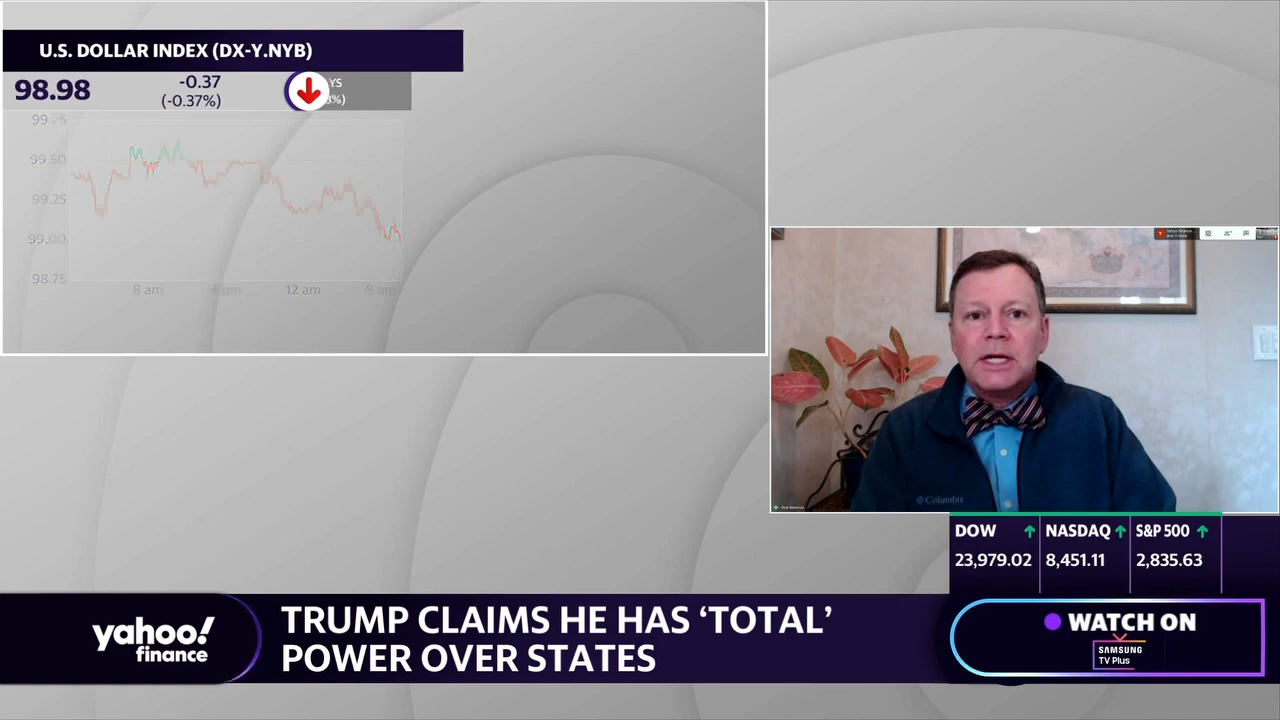 U.S. DOLLAR INDEX (DX-Y.NYB)
98.98
-0.37
(-0.37%)
YS
99.50
99.25
99.00
98.75
8 am
12 am
Columbia
DOW
23,979.02
NASDAQ
8,451.11
S&P 500
2,835.63
yahoo!
finance
TRUMP CLAIMS HE HAS ‘TOTAL’
POWER OVER STATES
WATCH ON
SAMSUNG
TV Plus